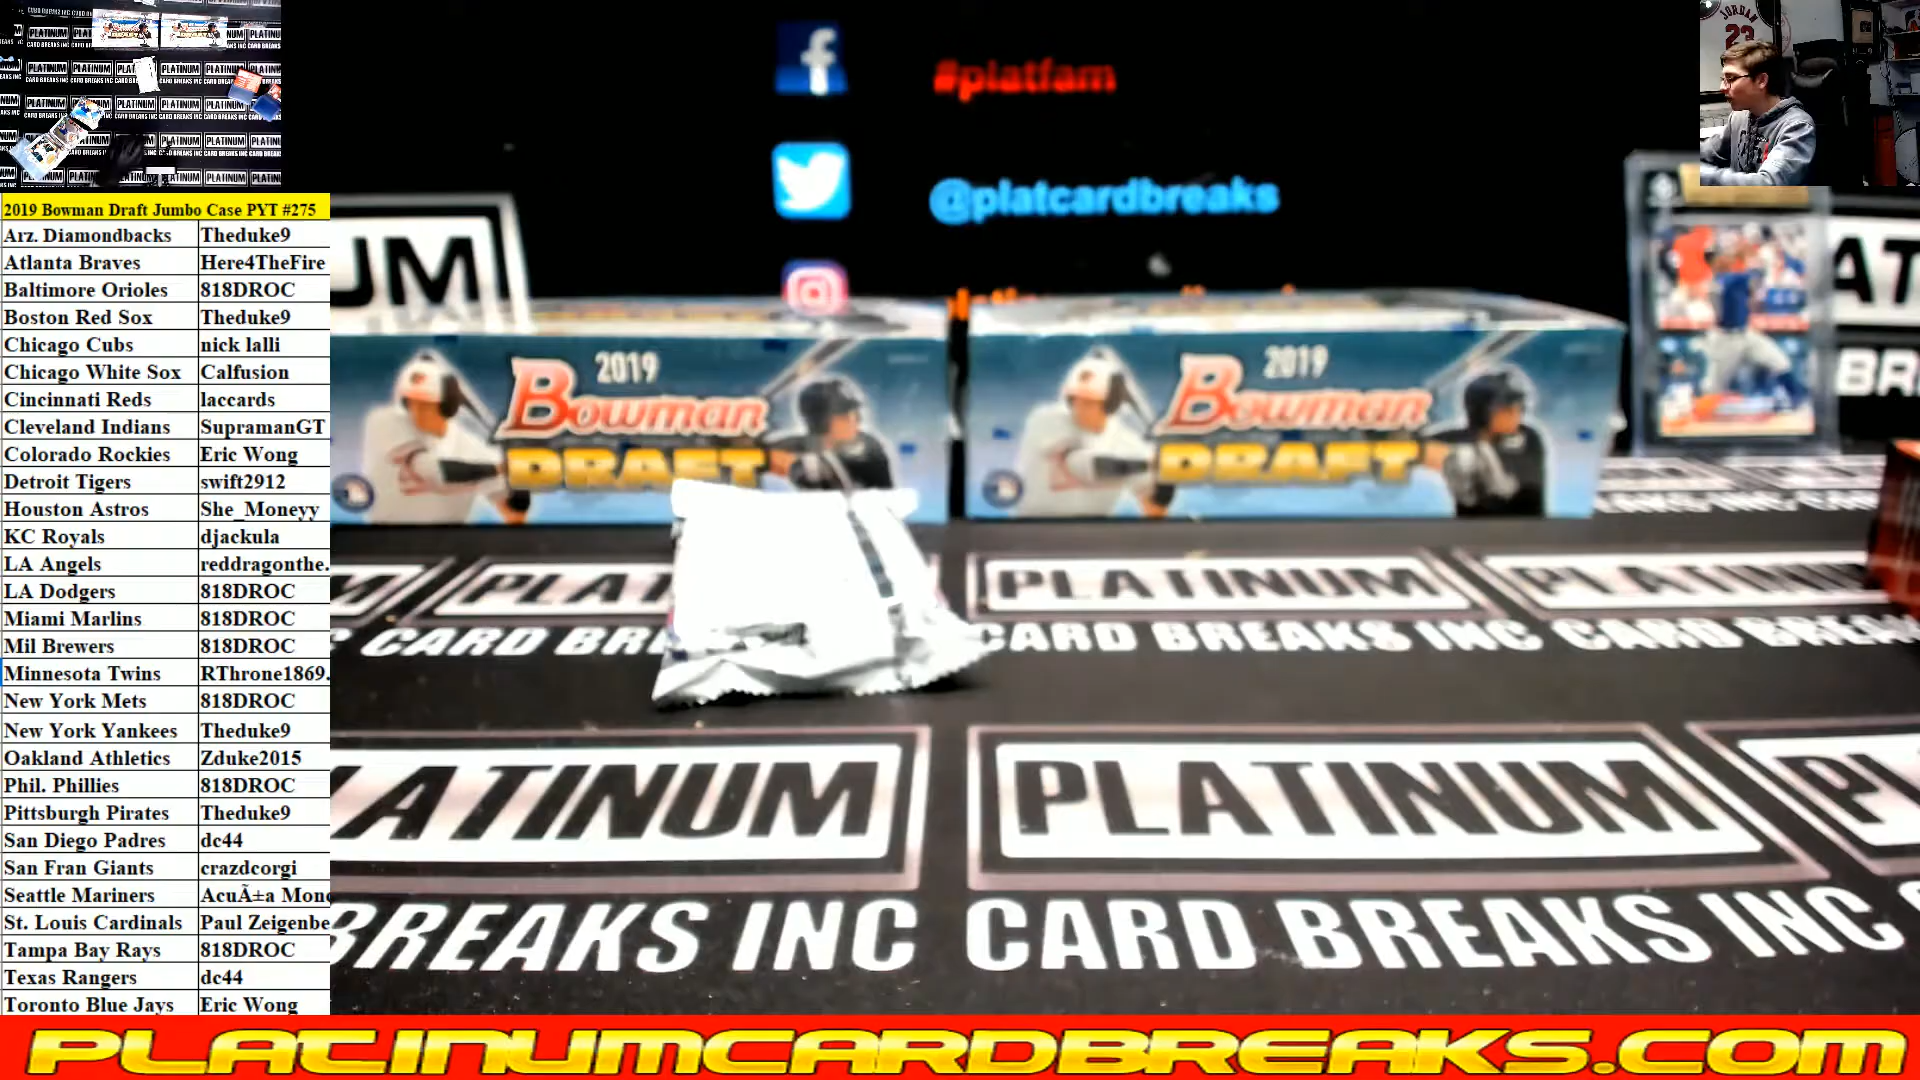 #platfam
@platcardbreaks
JORDAN
23
2019 Bowman Draft Jumbo Case PYT #275
Arz. Diamondbacks Theduke9
Atlanta Braves Here4TheFire
Baltimore Orioles 818DROC
Boston Red Sox Theduke9
Chicago Cubs nick lalli
Chicago White Sox Calfusion
Cincinnati Reds laccards
Cleveland Indians SupramanGT
Colorado Rockies Eric Wong
Detroit Tigers swift2912
Houston Astros She_Moneyy
KC Royals djackula
LA Angels reddragonthe.
LA Dodgers 818DROC
Miami Marlins 818DROC
Mil Brewers 818DROC
Minnesota Twins RThrone1869.
New York Mets 818DROC
New York Yankees Theduke9
Oakland Athletics Zduke2015
Phil. Phillies 818DROC
Pittsburgh Pirates Theduke9
San Diego Padres dc44
San Fran Giants crazdcorgi
Seattle Mariners AcuÃ±a Mono
St. Louis Cardinals Paul Zeigenbe
Tampa Bay Rays 818DROC
Texas Rangers dc44
Toronto Blue Jays Eric Wong
2019 Bowman DRAFT
2019 Bowman DRAFT
PLATINUM
CARD BREAKS INC
PLATINUM
BREAKS INC CARD BREAKS INC
PLATINUMCARDBREAKS.COM